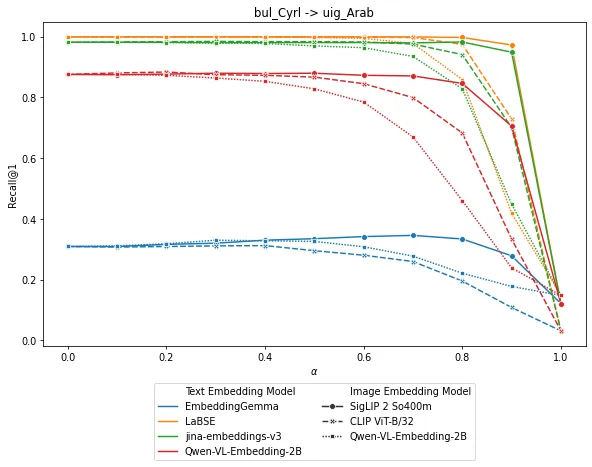 bul_Cyrl -> uig_Arab
1.0
0.8
0.6
0.4
0.2
0.0
Recall@1
0.0 0.2 0.4 0.6 0.8 1.0
α
Text Embedding Model Image Embedding Model
EmbeddingGemma SigLIP 2 So400m
LaBSE CLIP ViT-B/32
jina-embeddings-v3 Qwen-VL-Embedding-2B
Qwen-VL-Embedding-2B